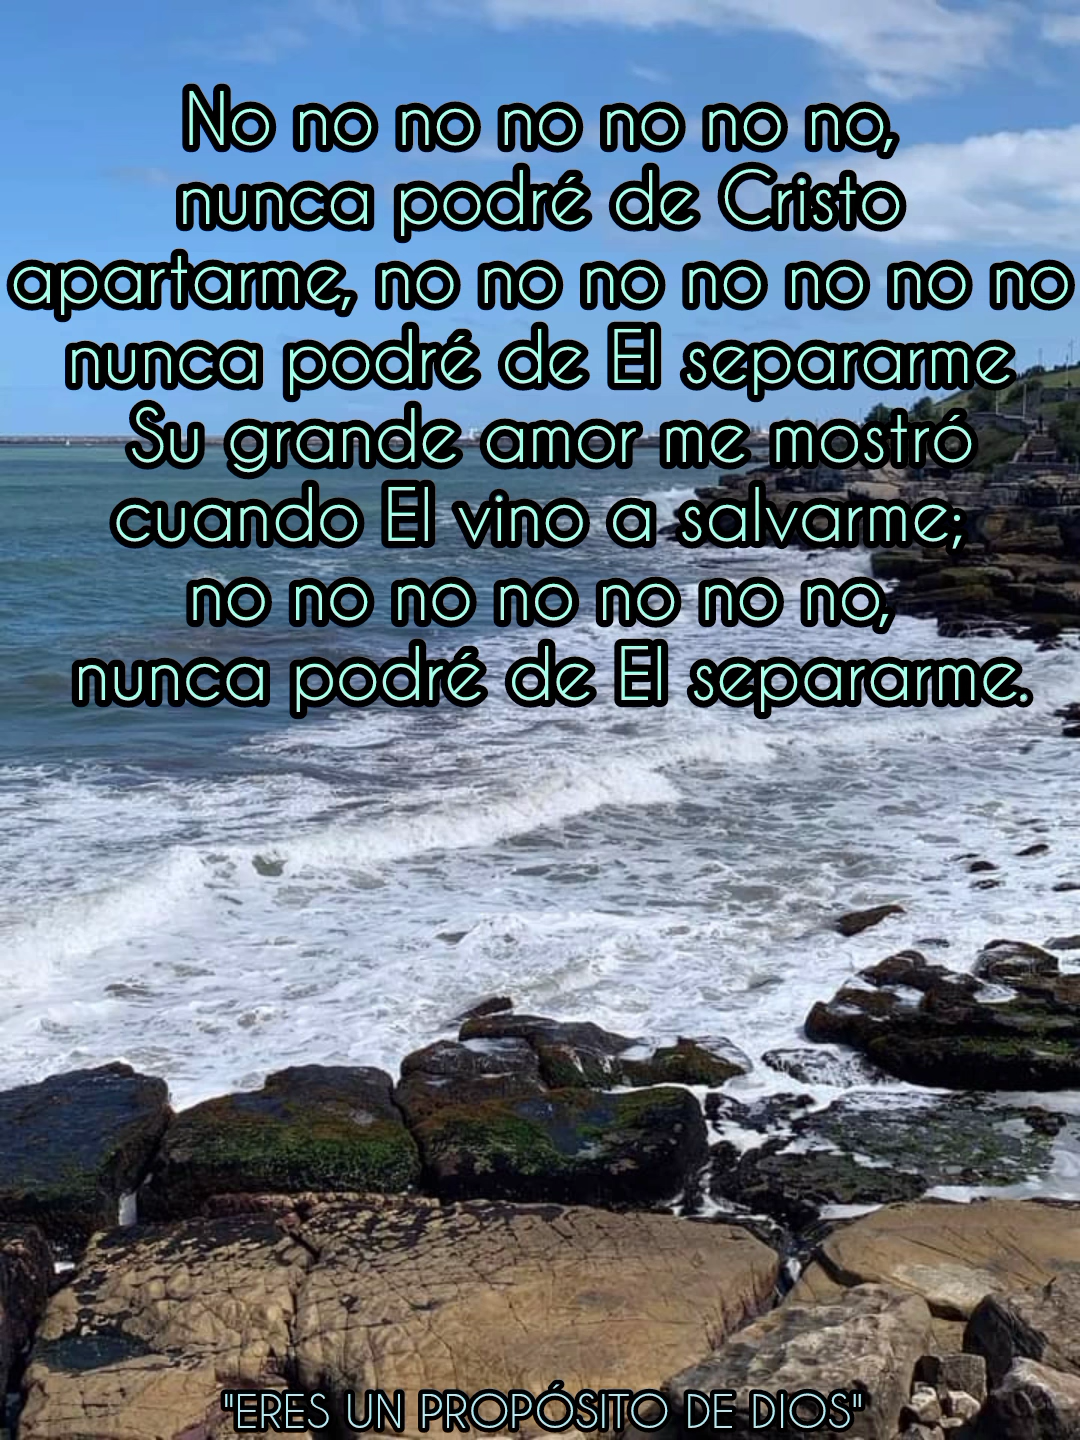 No no no no no no no,
nunca podré de Cristo
apartarme, no no no no no no no
nunca podré de El separarme
Su grande amor me mostró
cuando El vino a salvarme;
no no no no no no no,
nunca podré de El separarme.
"ERES UN PROPÓSITO DE DIOS"